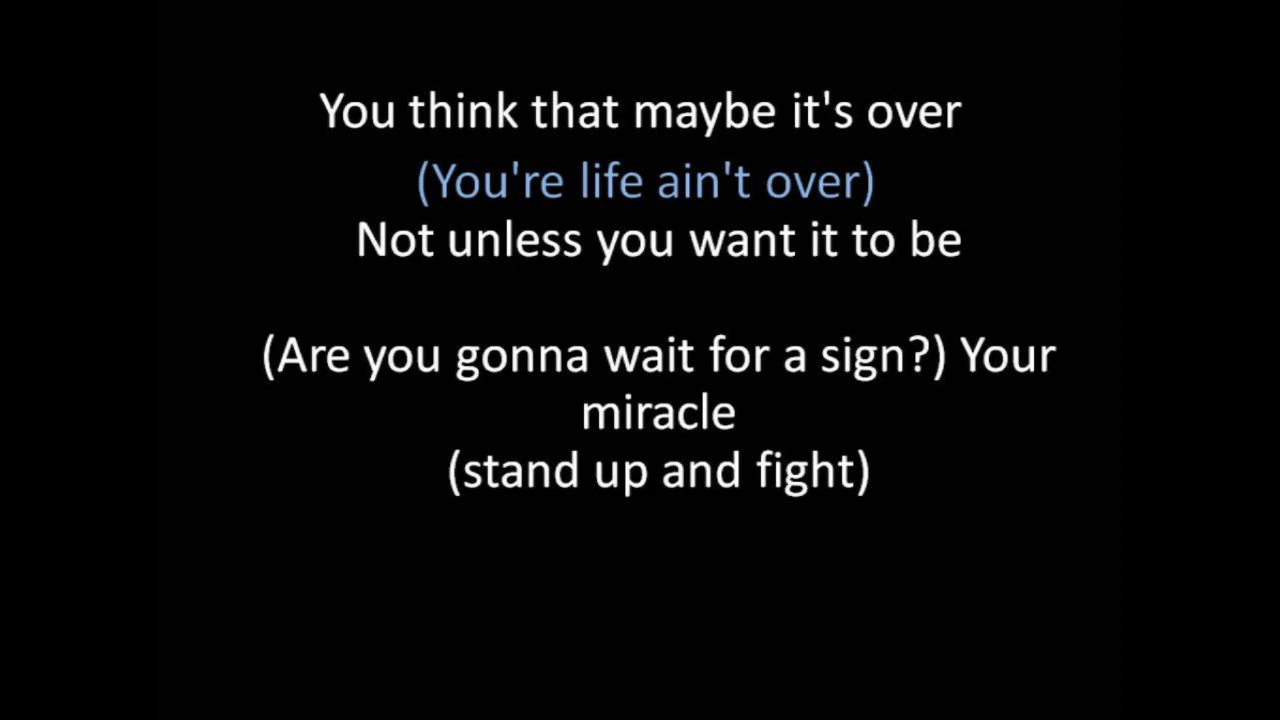 You think that maybe it's over
(You're life ain't over)
Not unless you want it to be
(Are you gonna wait for a sign?) Your
miracle
(stand up and fight)